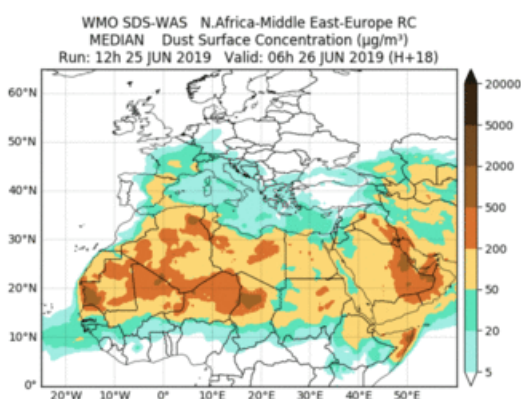 WMO SDS-WAS N.Africa-Middle East-Europe RC
MEDIAN Dust Surface Concentration (µg/m³)
Run: 12h 25 JUN 2019 Valid: 06h 26 JUN 2019 (H+18)
60°N
50°N
40°N
30°N
20°N
10°N
0°
20°W 10°W 0° 10°E 20°E 30°E 40°E 50°E
20000
5000
2000
500
200
50
20
5